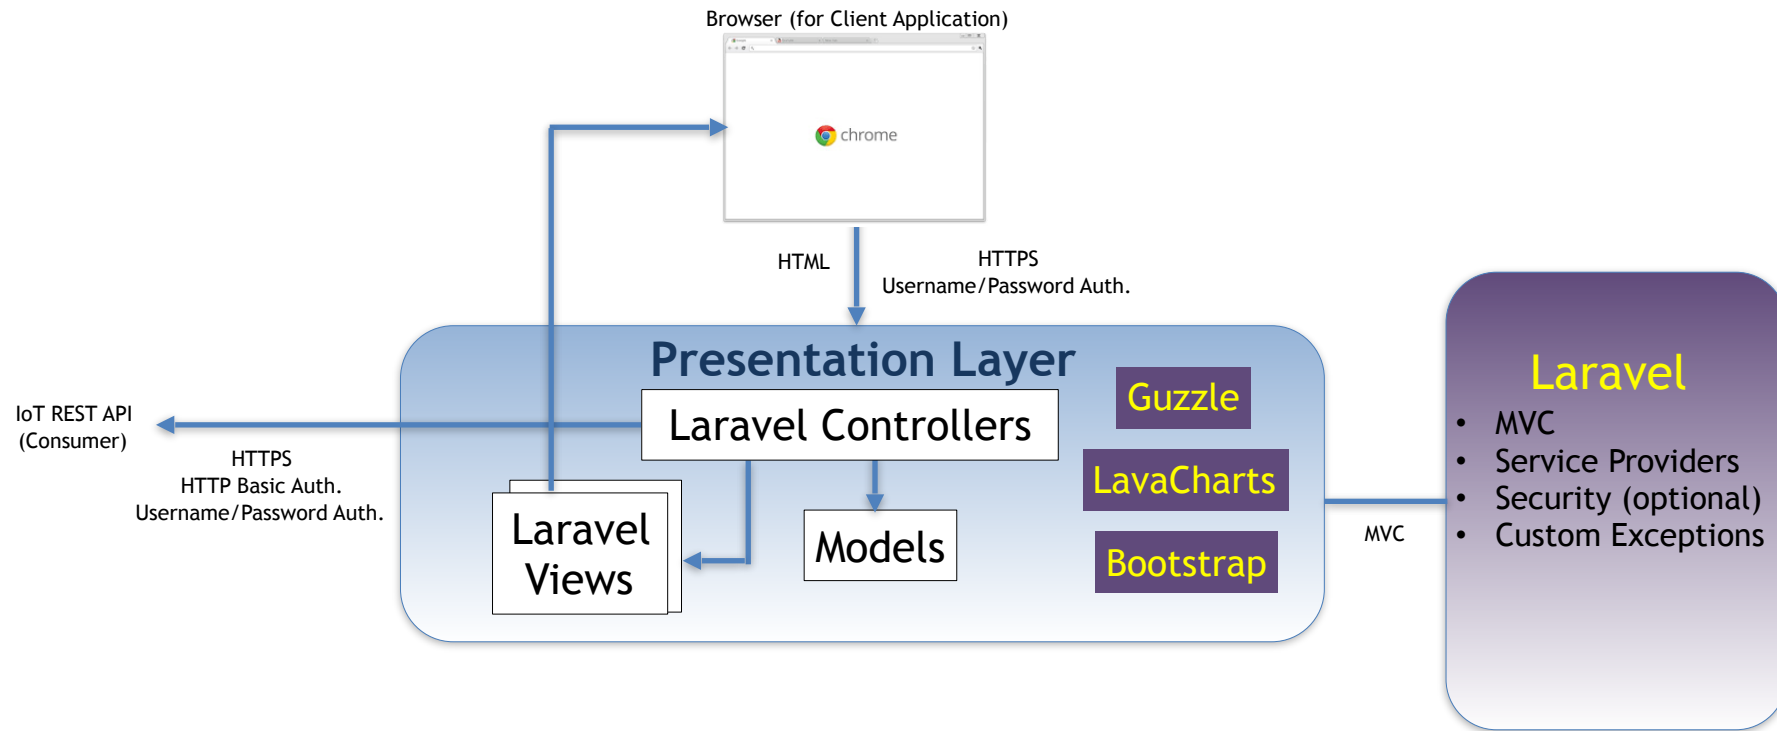 Browser (for Client Application)
chrome
HTML
HTTPS
Username/Password Auth.
Presentation Layer
Guzzle
Laravel Controllers
LavaCharts
Laravel
Views
Models
Bootstrap
IoT REST API
(Consumer)
HTTPS
HTTP Basic Auth.
Username/Password Auth.
MVC
Laravel
• MVC
• Service Providers
• Security (optional)
• Custom Exceptions